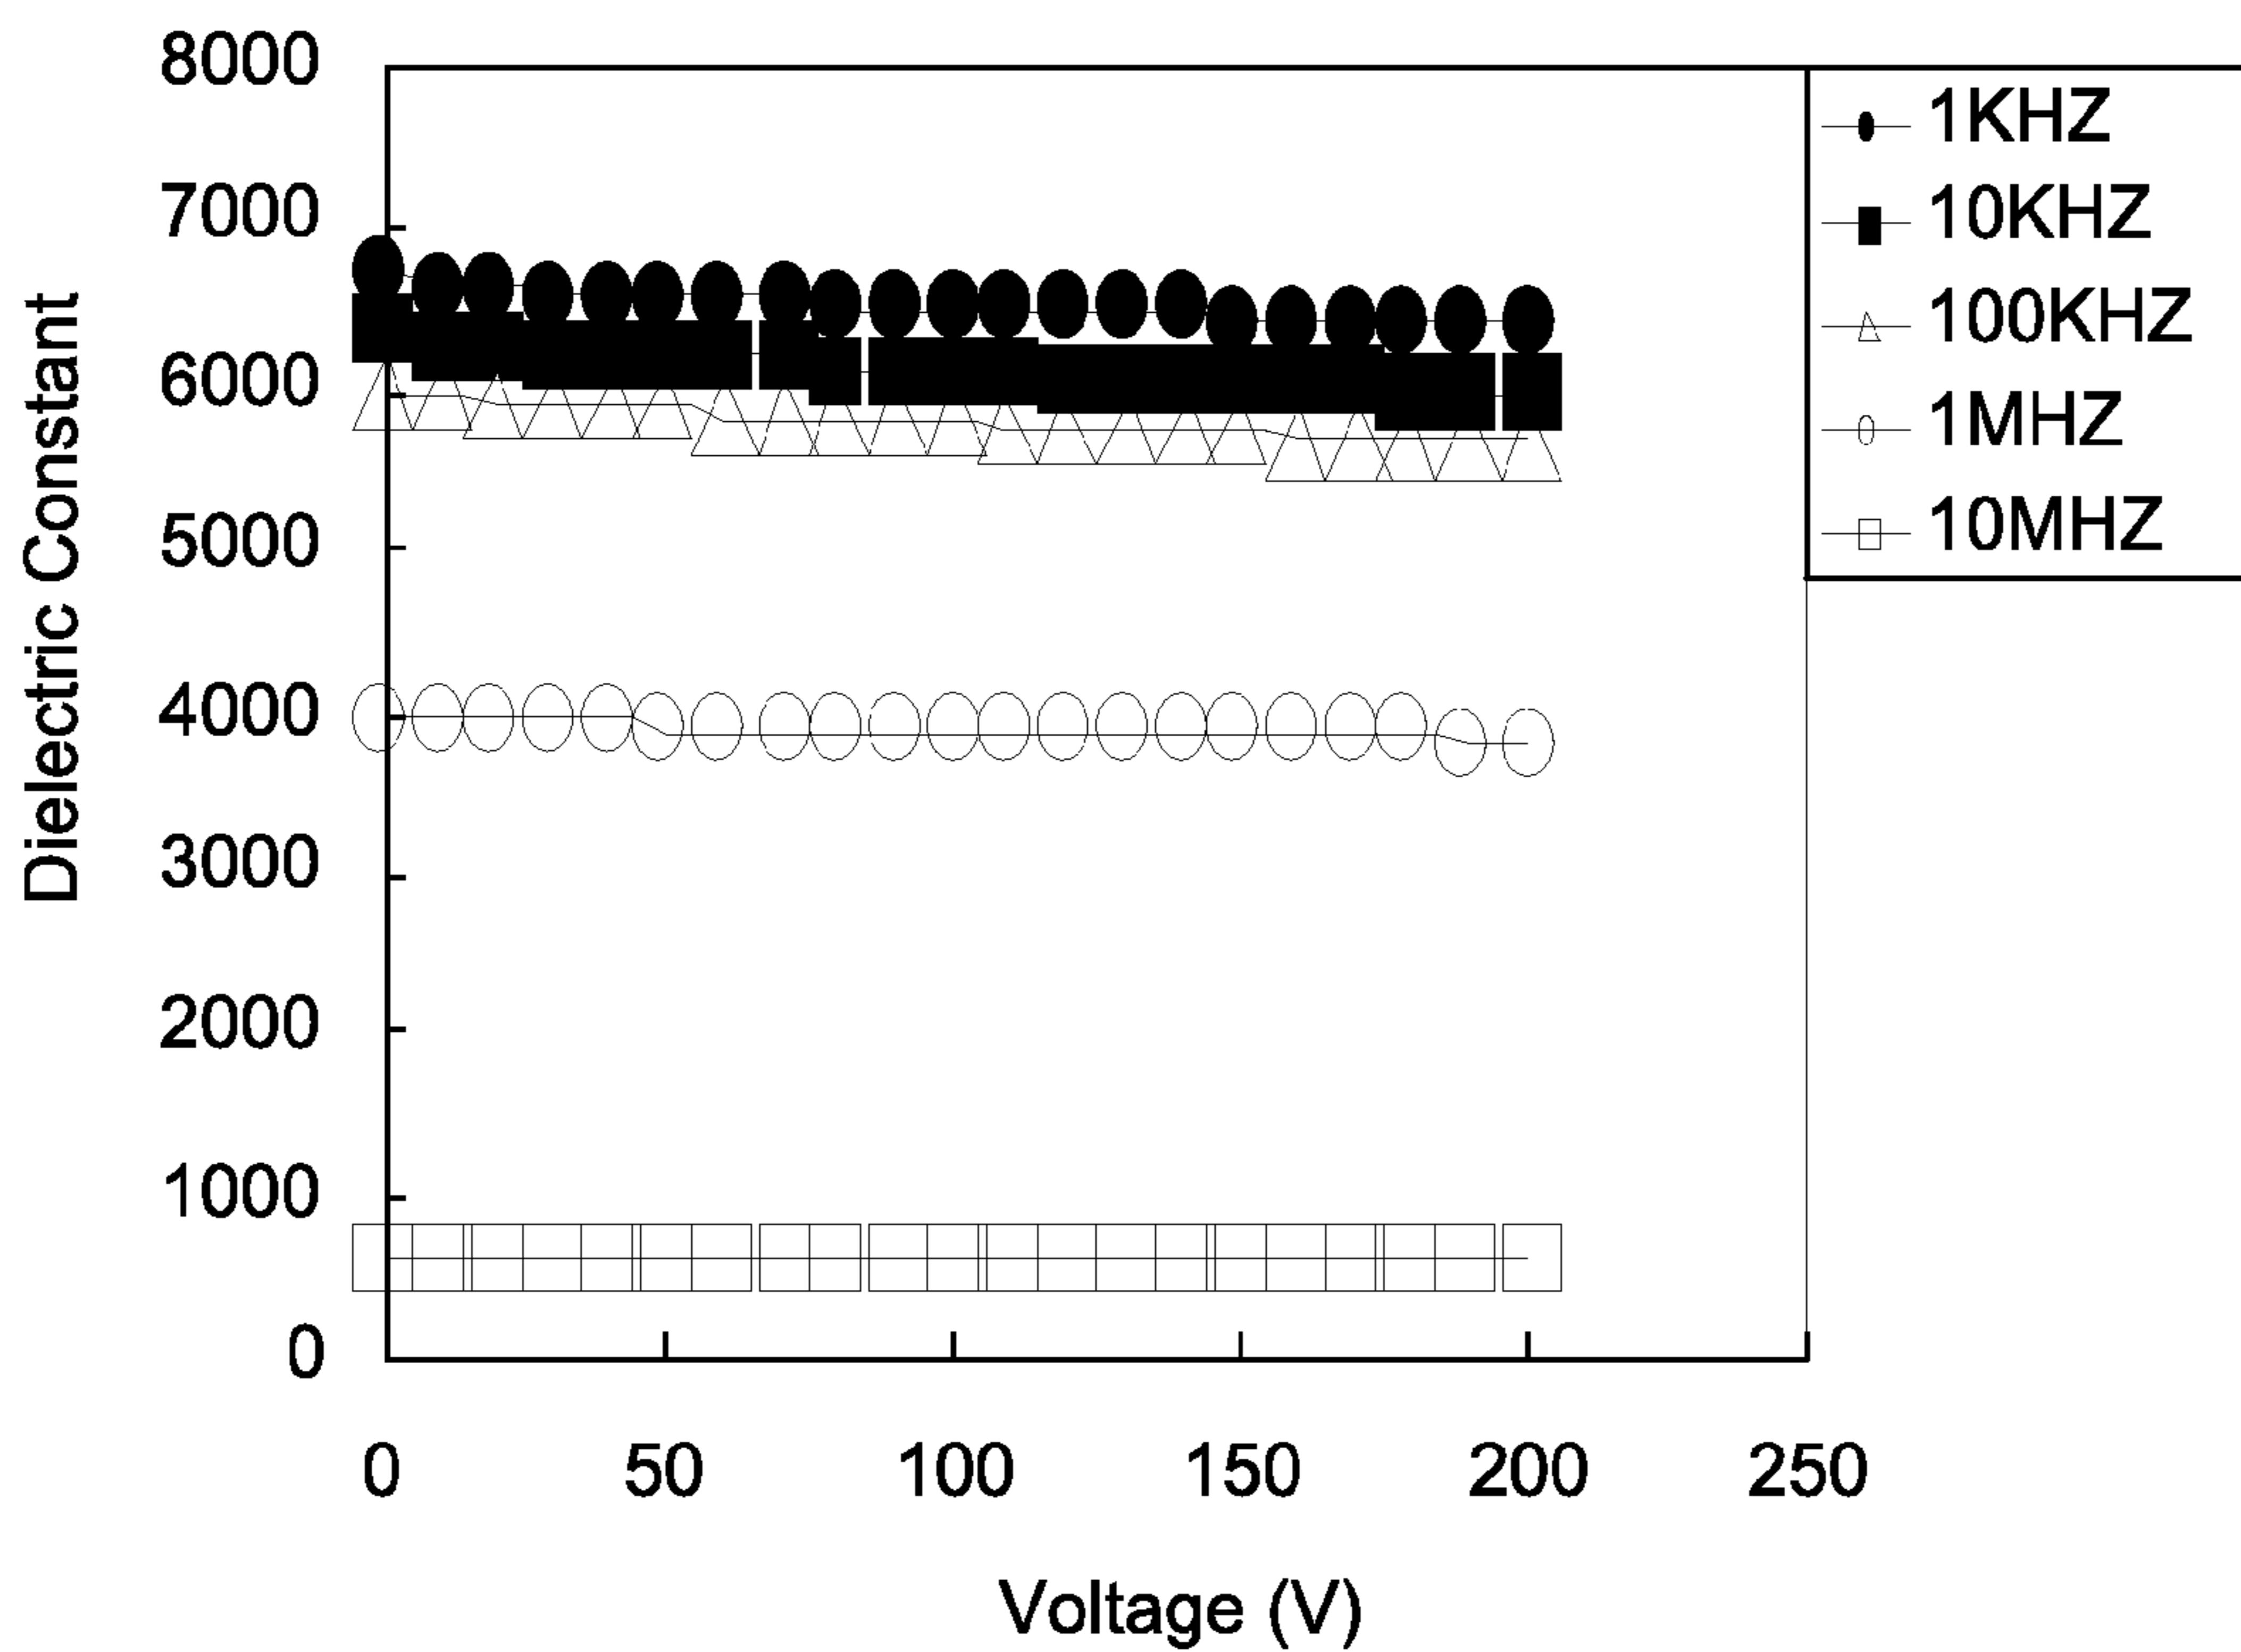 Dielectric Constant
8000
7000
6000
5000
4000
3000
2000
1000
0
0 50 100 150 200 250
Voltage (V)
1KHZ
10KHZ
100KHZ
1MHZ
10MHZ